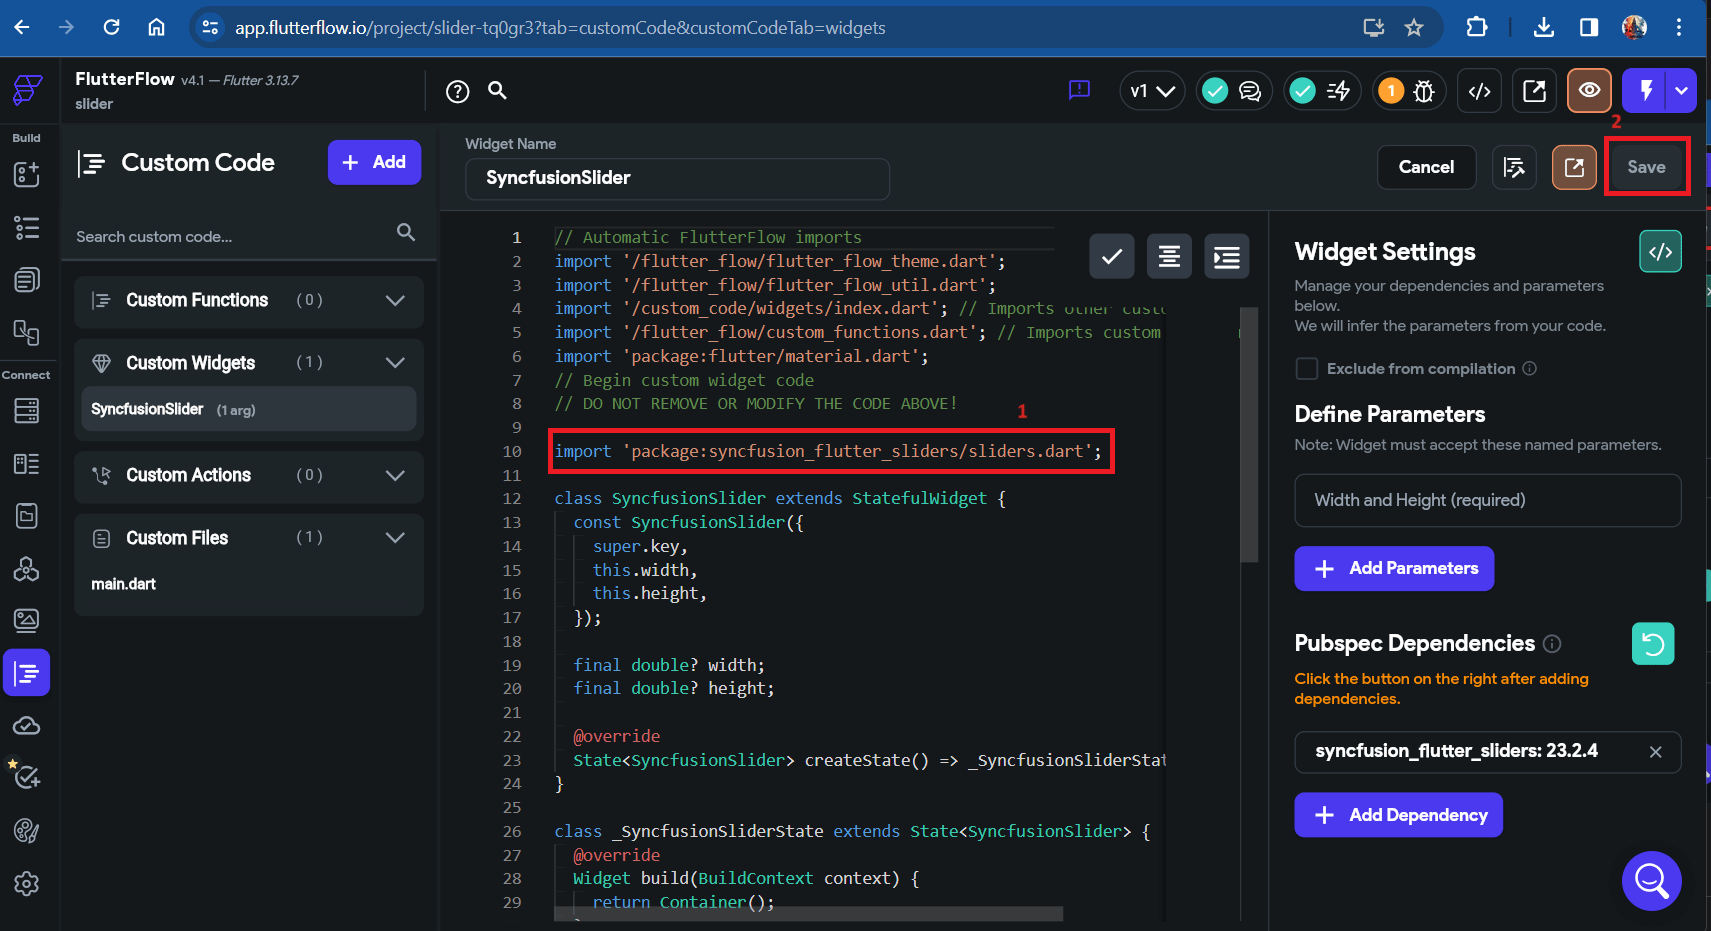 app.flutterflow.io/project/slider-tq0gr3?tab=customCode&customCodeTab=widgets
FlutterFlow v4.1 — Flutter 3.13.7
slider
v1
1
2
Build
Connect
Custom Code
+ Add
Search custom code...
Custom Functions (0)
Custom Widgets (1)
SyncfusionSlider (1 arg)
Custom Actions (0)
Custom Files (1)
main.dart
Widget Name
SyncfusionSlider
Cancel
Save
1 // Automatic FlutterFlow imports
2 import '/flutter_flow/flutter_flow_theme.dart';
3 import '/flutter_flow/flutter_flow_util.dart';
4 import '/custom_code/widgets/index.dart'; // Imports other custo
5 import '/flutter_flow/custom_functions.dart'; // Imports custom
6 import 'package:flutter/material.dart';
7 // Begin custom widget code
8 // DO NOT REMOVE OR MODIFY THE CODE ABOVE!
9
1
10 import 'package:syncfusion_flutter_sliders/sliders.dart';
11
12 class SyncfusionSlider extends StatefulWidget {
13 const SyncfusionSlider({
14 super.key,
15 this.width,
16 this.height,
17 });
18
19 final double? width;
20 final double? height;
21
22 @override
23 State<SyncfusionSlider> createState() => _SyncfusionSliderStat
24 }
25
26 class _SyncfusionSliderState extends State<SyncfusionSlider> {
27 @override
28 Widget build(BuildContext context) {
29 return Container();
Widget Settings
Manage your dependencies and parameters
below.
We will infer the parameters from your code.
Exclude from compilation
Define Parameters
Note: Widget must accept these named parameters.
Width and Height (required)
+ Add Parameters
Pubspec Dependencies
Click the button on the right after adding
dependencies.
syncfusion_flutter_sliders: 23.2.4
+ Add Dependency